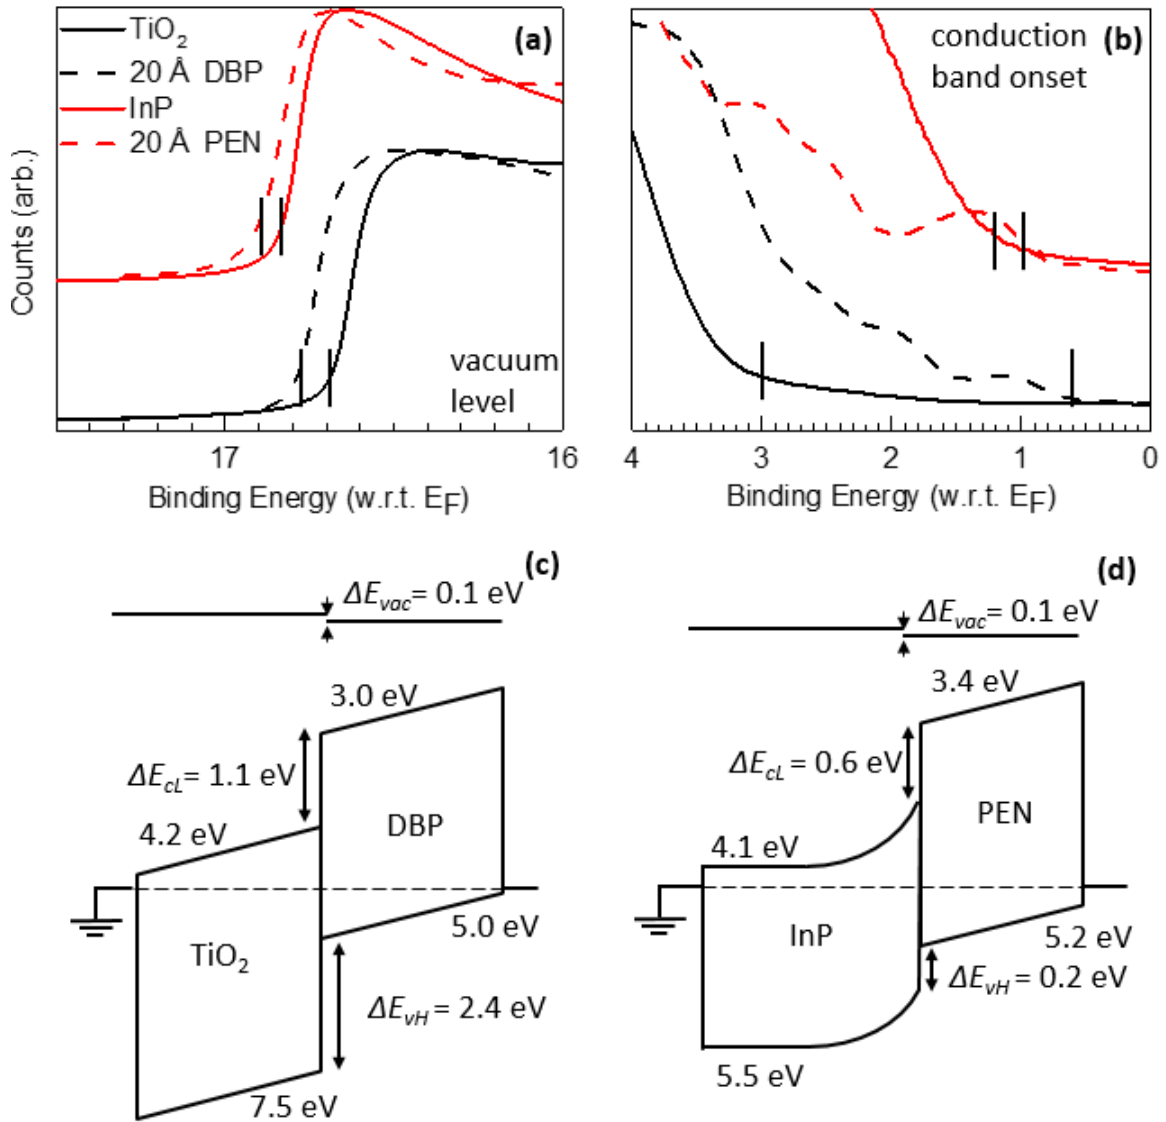 (a)
TiO2
20 Å DBP
InP
20 Å PEN
Counts (arb.)
vacuum
level
17
16
Binding Energy (w.r.t. EF)
(b)
conduction
band onset
4
3
2
1
0
Binding Energy (w.r.t. EF)
(c)
ΔEvac= 0.1 eV
3.0 eV
ΔEcL= 1.1 eV
4.2 eV
DBP
TiO2
5.0 eV
ΔEvH = 2.4 eV
7.5 eV
(d)
ΔEvac= 0.1 eV
3.4 eV
ΔEcL = 0.6 eV
4.1 eV
PEN
InP
5.2 eV
ΔEvH = 0.2 eV
5.5 eV